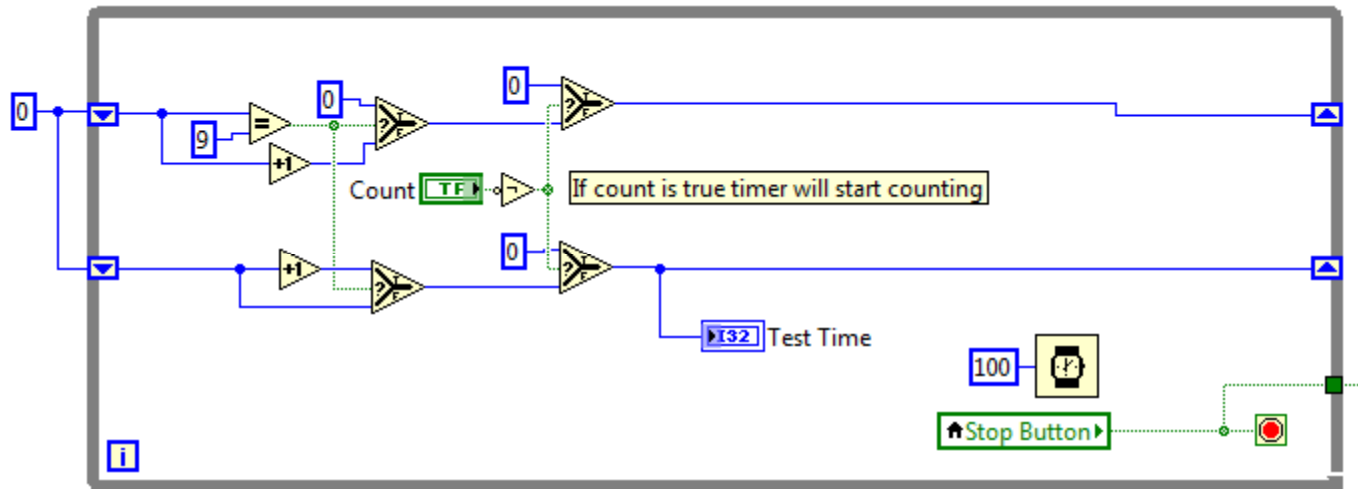 0
0
0
=
9
+1
Count
TF
If count is true timer will start counting
0
+1
I32
Test Time
100
Stop Button
i
? T F
? T F
? T F
? T F